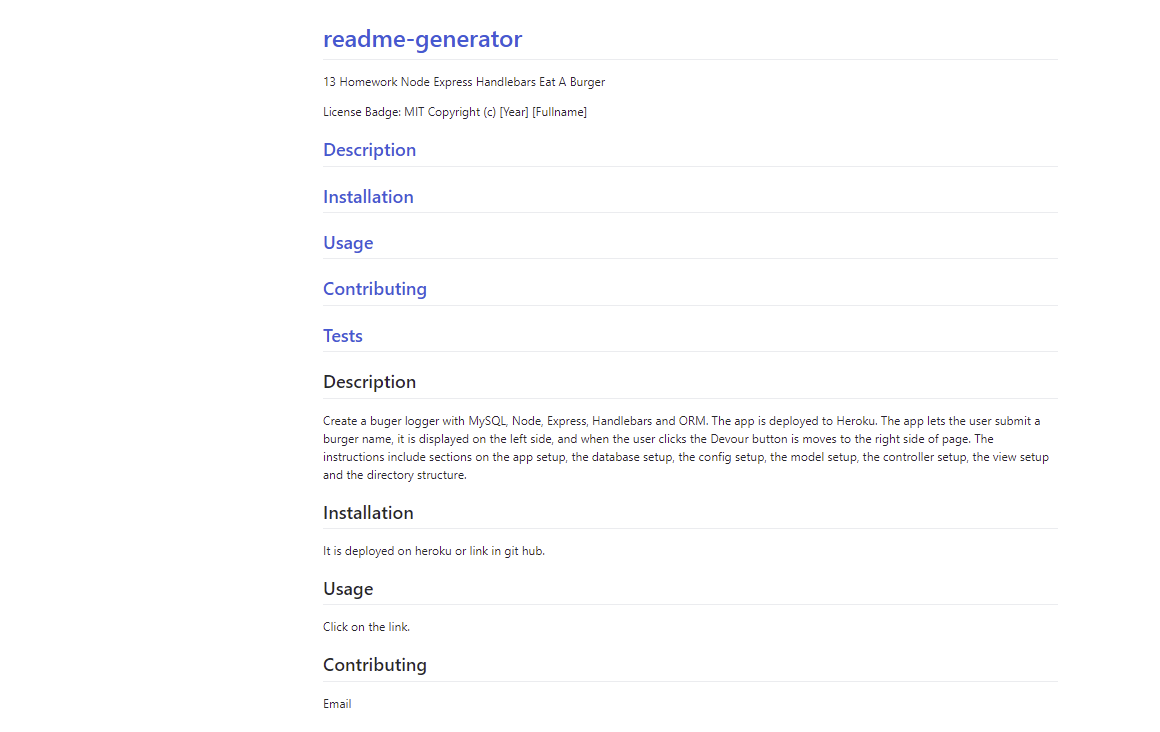 readme-generator
13 Homework Node Express Handlebars Eat A Burger
License Badge: MIT Copyright (c) [Year] [Fullname]
Description
Installation
Usage
Contributing
Tests
Description
Create a buger logger with MySQL, Node, Express, Handlebars and ORM. The app is deployed to Heroku. The app lets the user submit a
burger name, it is displayed on the left side, and when the user clicks the Devour button is moves to the right side of page. The
instructions include sections on the app setup, the database setup, the config setup, the model setup, the controller setup, the view setup
and the directory structure.
Installation
It is deployed on heroku or link in git hub.
Usage
Click on the link.
Contributing
Email